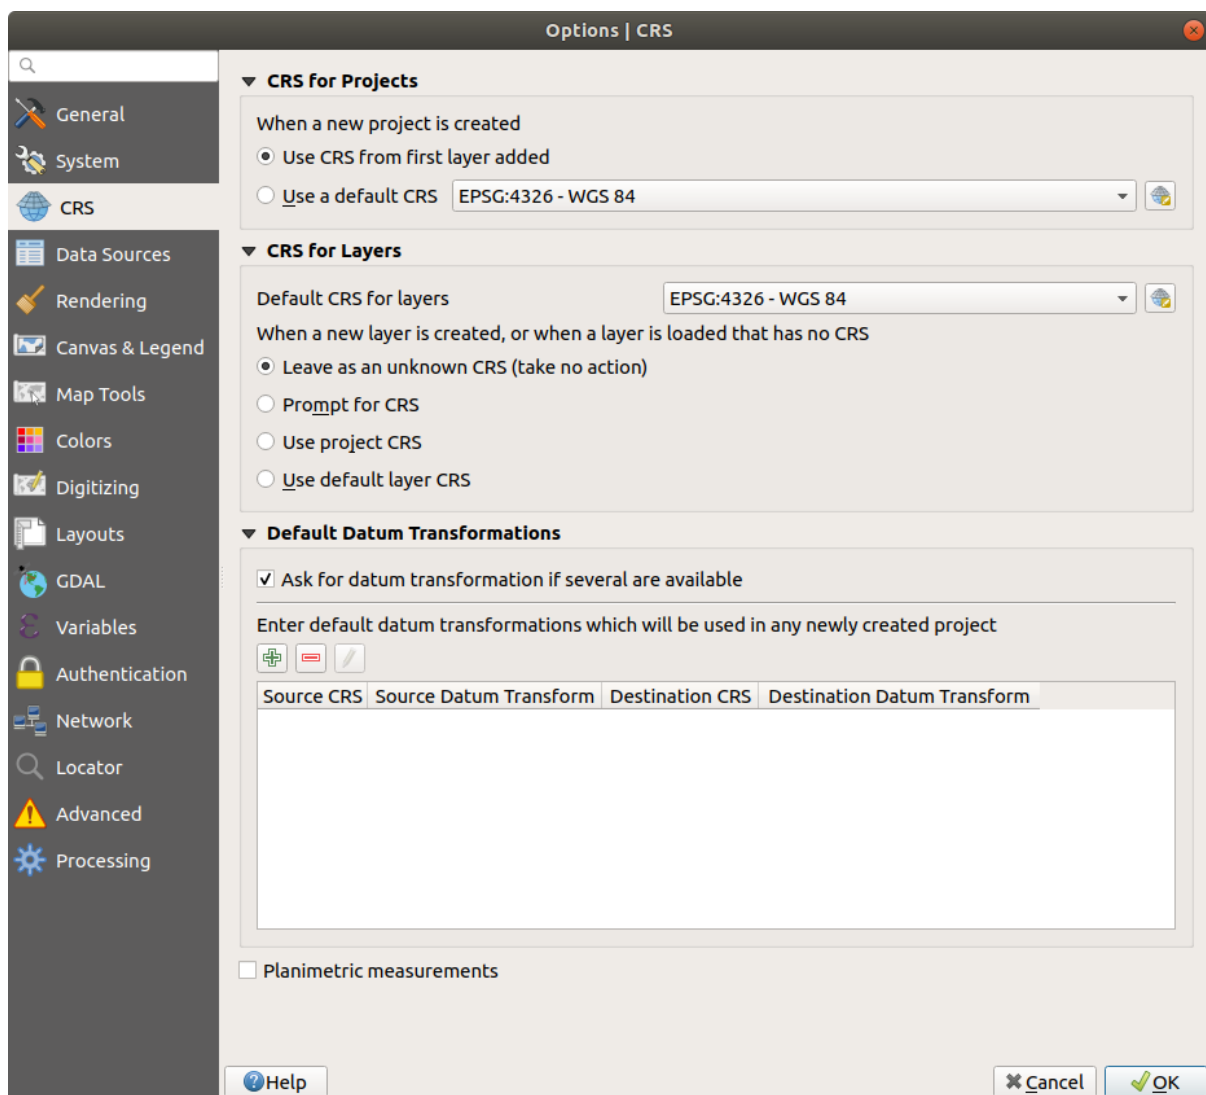 Options | CRS
General
System
CRS
Data Sources
Rendering
Canvas & Legend
Map Tools
Colors
Digitizing
Layouts
GDAL
Variables
Authentication
Network
Locator
Advanced
Processing
CRS for Projects
When a new project is created
Use CRS from first layer added
Use a default CRS EPSG:4326 - WGS 84
CRS for Layers
Default CRS for layers EPSG:4326 - WGS 84
When a new layer is created, or when a layer is loaded that has no CRS
Leave as an unknown CRS (take no action)
Prompt for CRS
Use project CRS
Use default layer CRS
Default Datum Transformations
Ask for datum transformation if several are available
Enter default datum transformations which will be used in any newly created project
Source CRS Source Datum Transform Destination CRS Destination Datum Transform
Planimetric measurements
Help Cancel OK